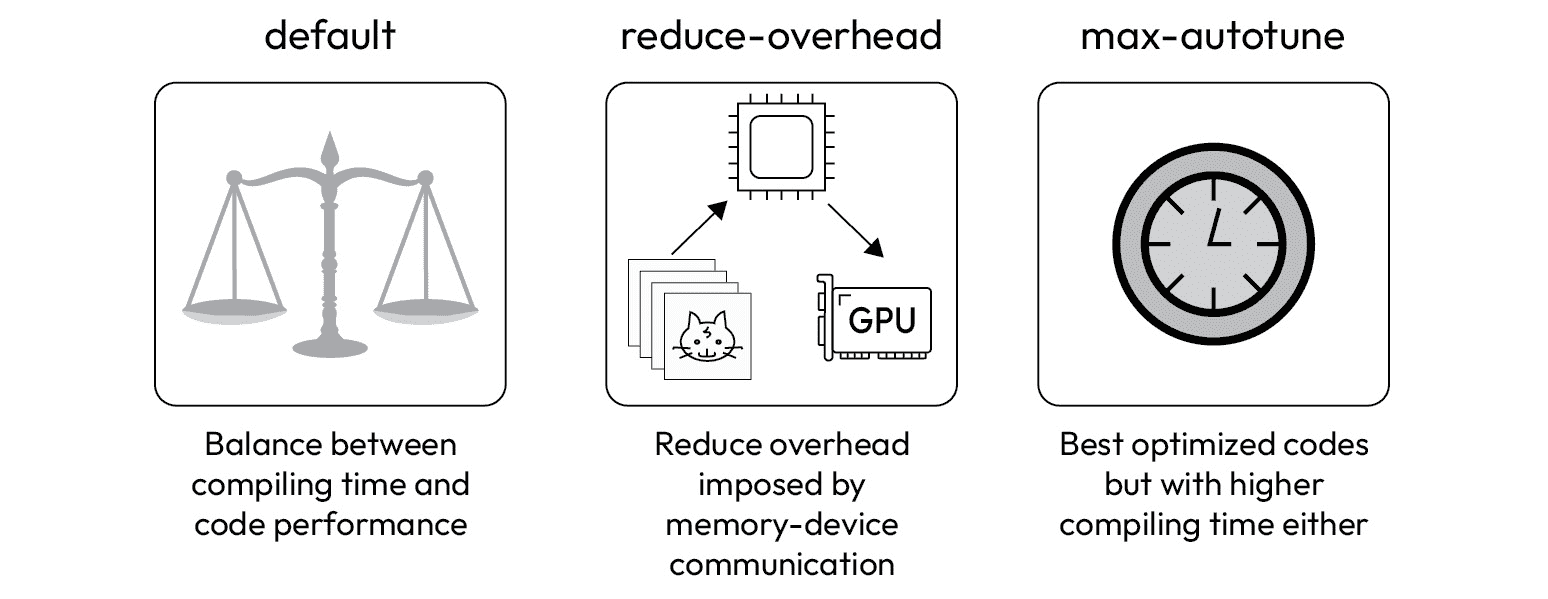 default
Balance between
compiling time and
code performance
reduce-overhead
GPU
Reduce overhead
imposed by
memory-device
communication
max-autotune
Best optimized codes
but with higher
compiling time either